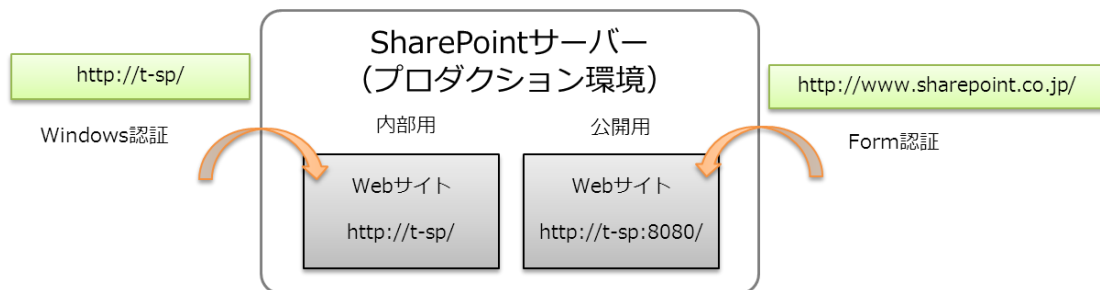 SharePointサーバー
（プロダクション環境）
http://t-sp/
http://www.sharepoint.co.jp/
Windows認証
内部用
公開用
Form認証
Webサイト
http://t-sp/
Webサイト
http://t-sp:8080/